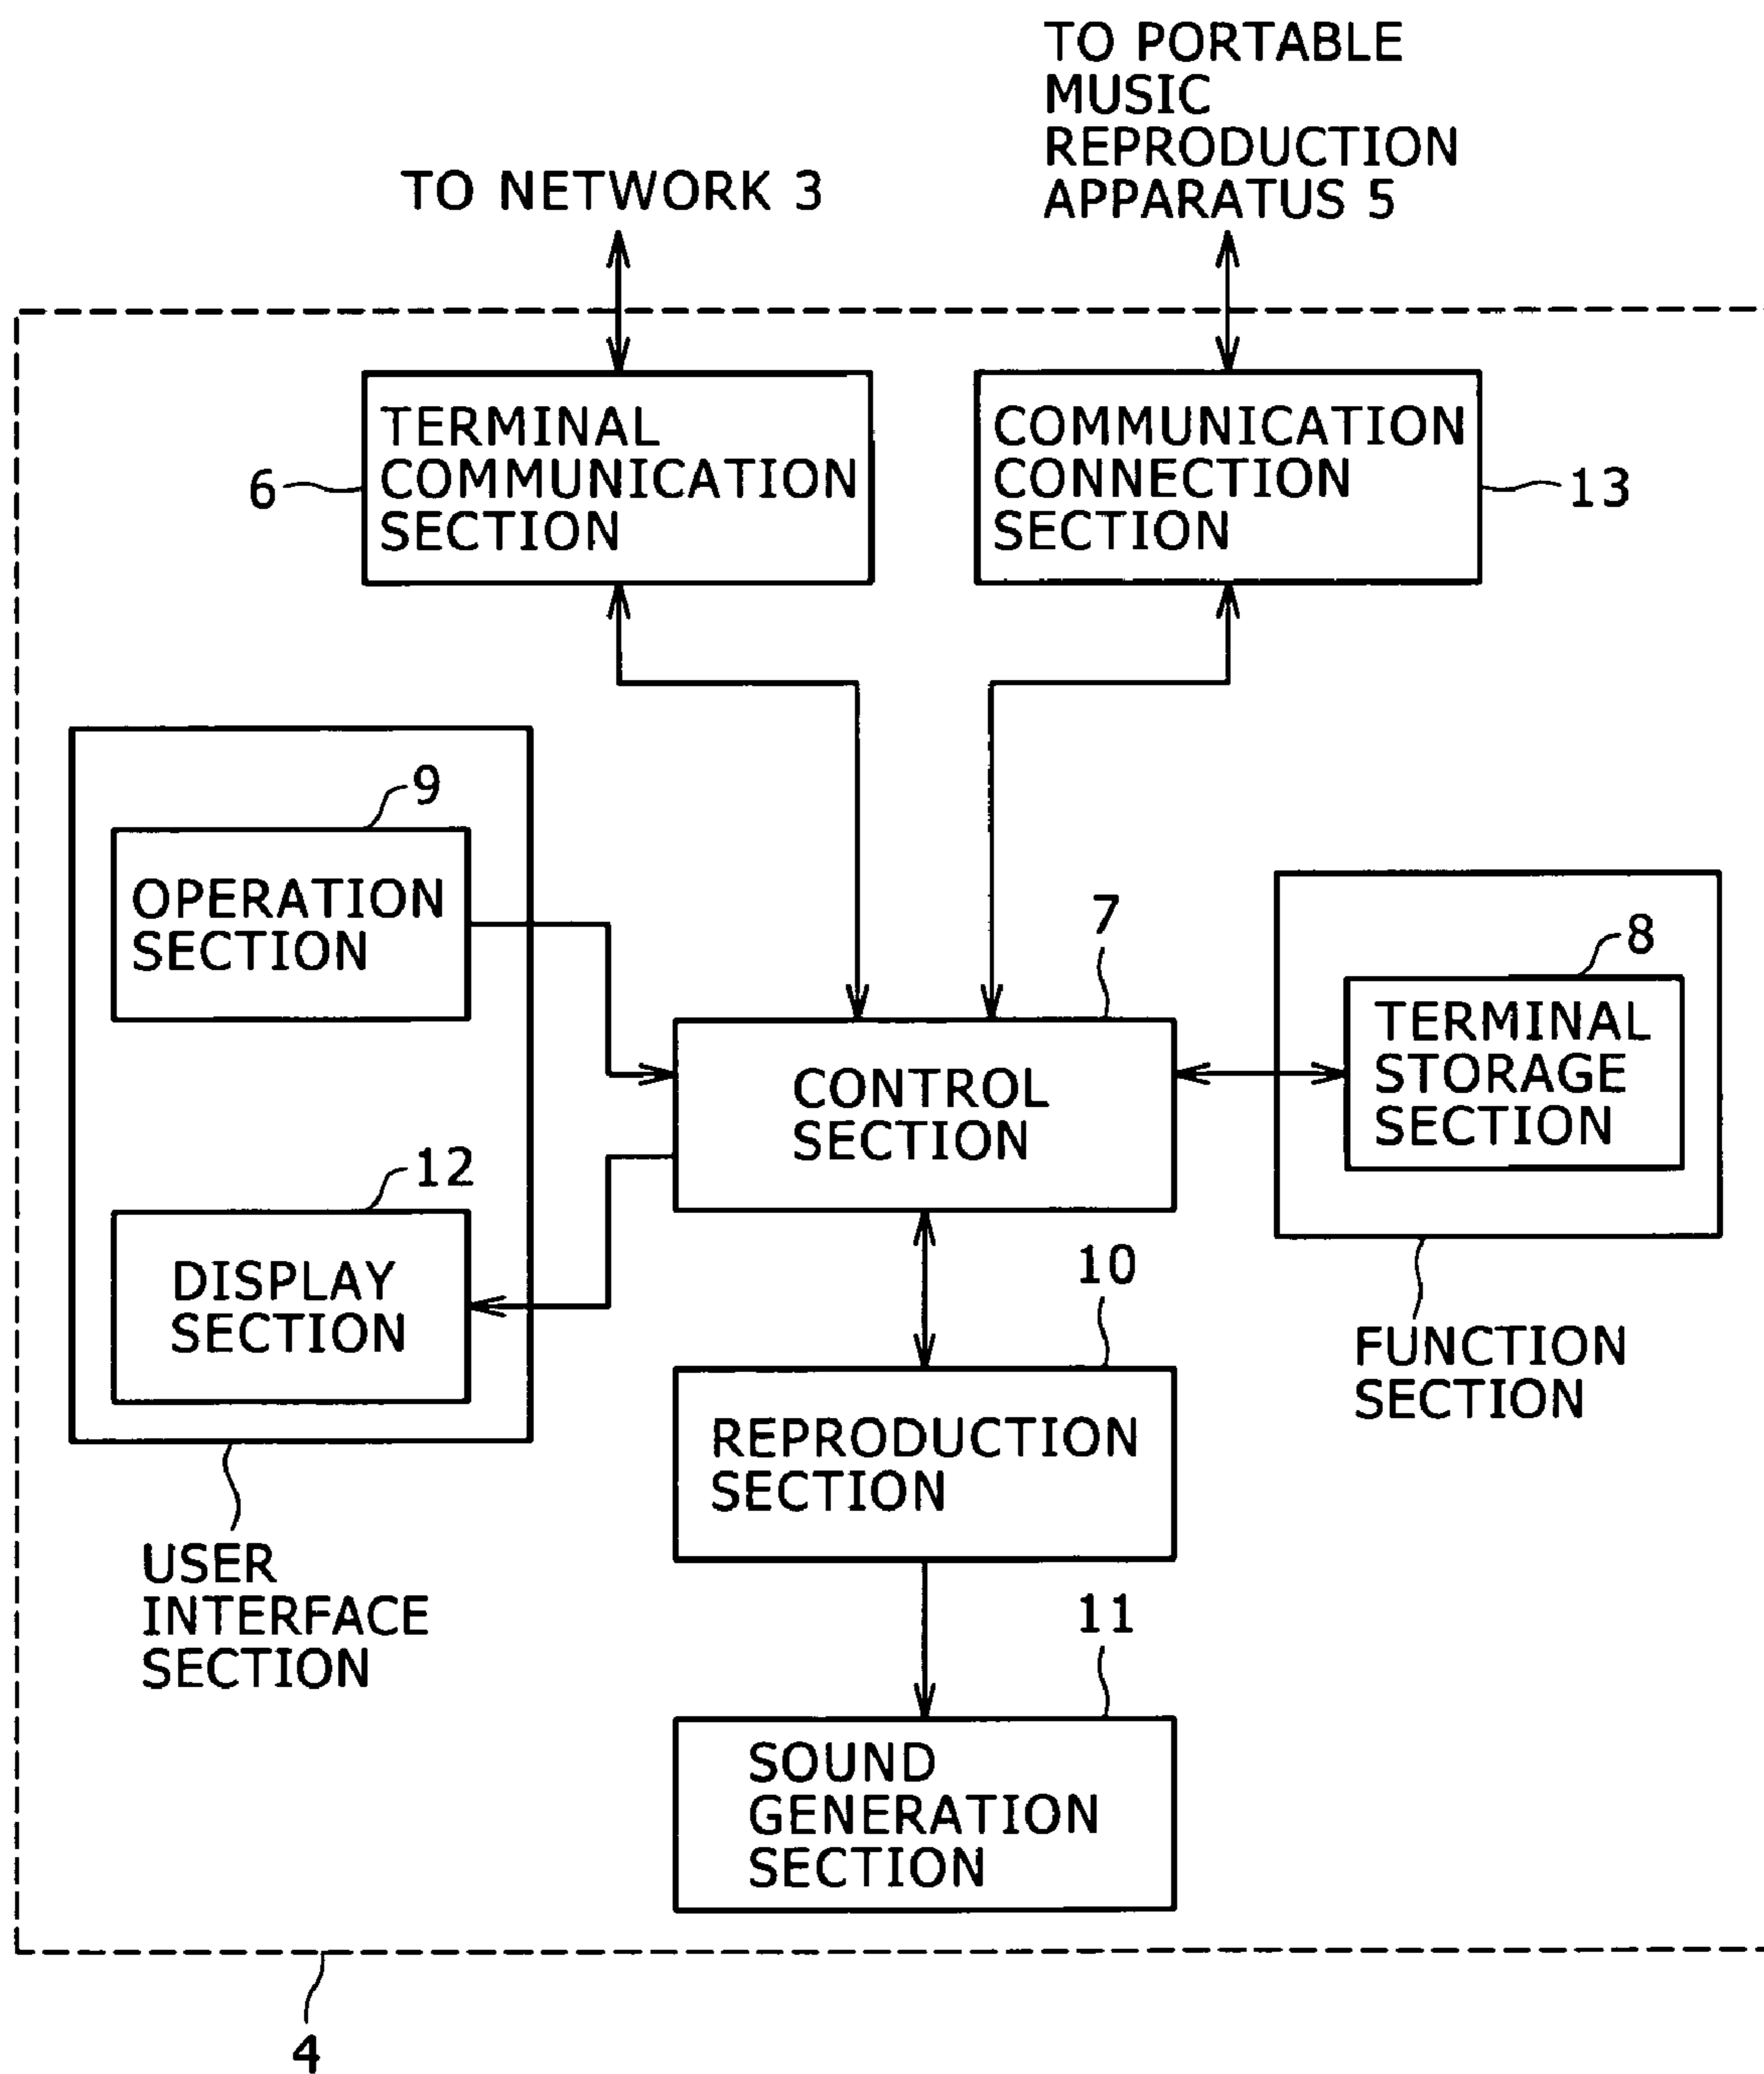 TO PORTABLE
MUSIC
REPRODUCTION
APPARATUS 5
TO NETWORK 3
TERMINAL
COMMUNICATION
SECTION
6
COMMUNICATION
CONNECTION
SECTION
13
9
OPERATION
SECTION
7
CONTROL
SECTION
8
TERMINAL
STORAGE
SECTION
12
DISPLAY
SECTION
FUNCTION
SECTION
10
REPRODUCTION
SECTION
USER
INTERFACE
SECTION
11
SOUND
GENERATION
SECTION
4